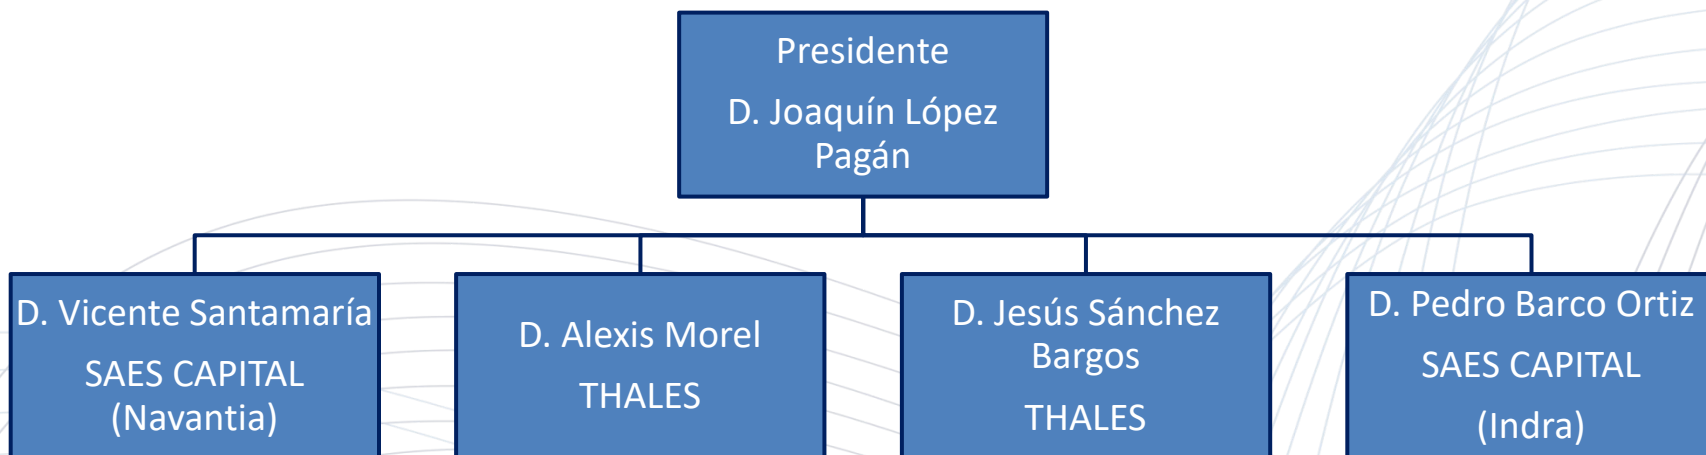 Presidente
D. Joaquín López
Pagán
D. Vicente Santamaría
SAES CAPITAL
(Navantia)
D. Alexis Morel
THALES
D. Jesús Sánchez
Bargos
THALES
D. Pedro Barco Ortiz
SAES CAPITAL
(Indra)